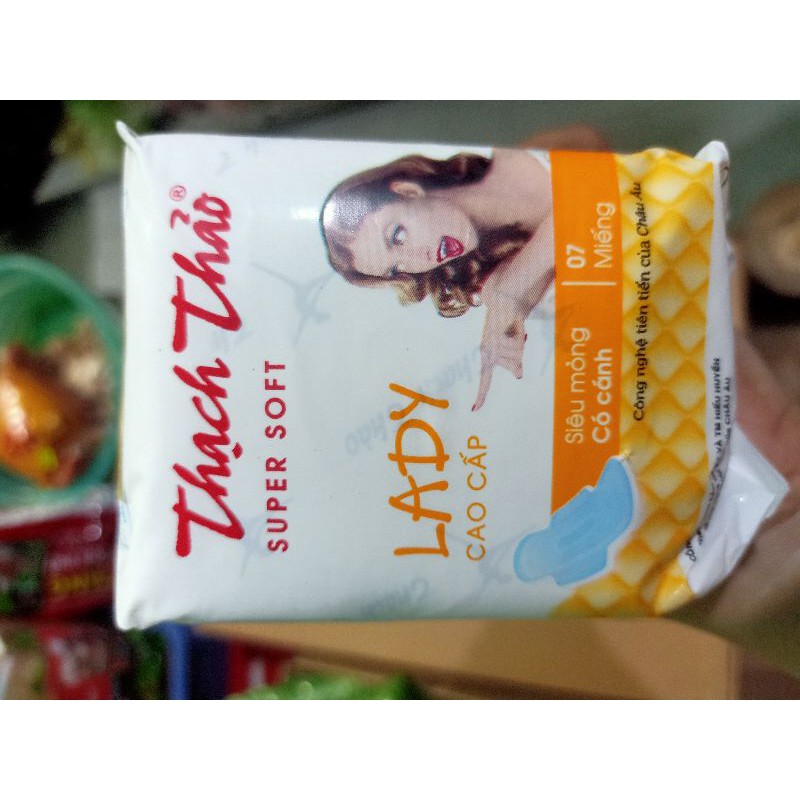 Thạch Thảo®
SUPER SOFT
LADY
CAO CẤP
Siêu mỏng
Có cánh
07
Miếng
Công nghệ tiên tiến của Châu Âu